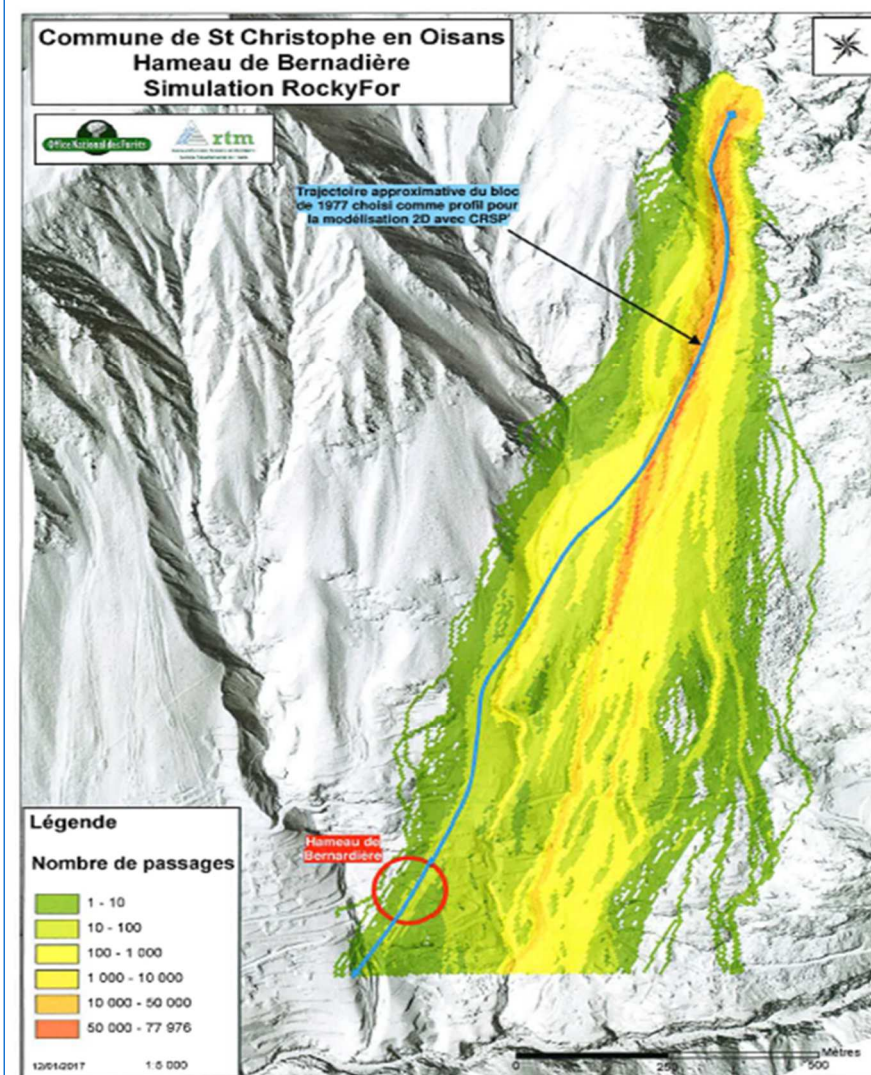 Commune de St Christophe en Oisans
Hameau de Bernadière
Simulation RockyFor
Office National des Forêts
rtm
Trajectoire approximative du bloc
de 1977 choisi comme profil pour
la modélisation 2D avec CRSP
Hameau de
Bernardière
Légende
Nombre de passages
1 - 10
10 - 100
100 - 1 000
1 000 - 10 000
10 000 - 50 000
50 000 - 77 976
12/01/2017
1:5 000
Mètres
0
250
500